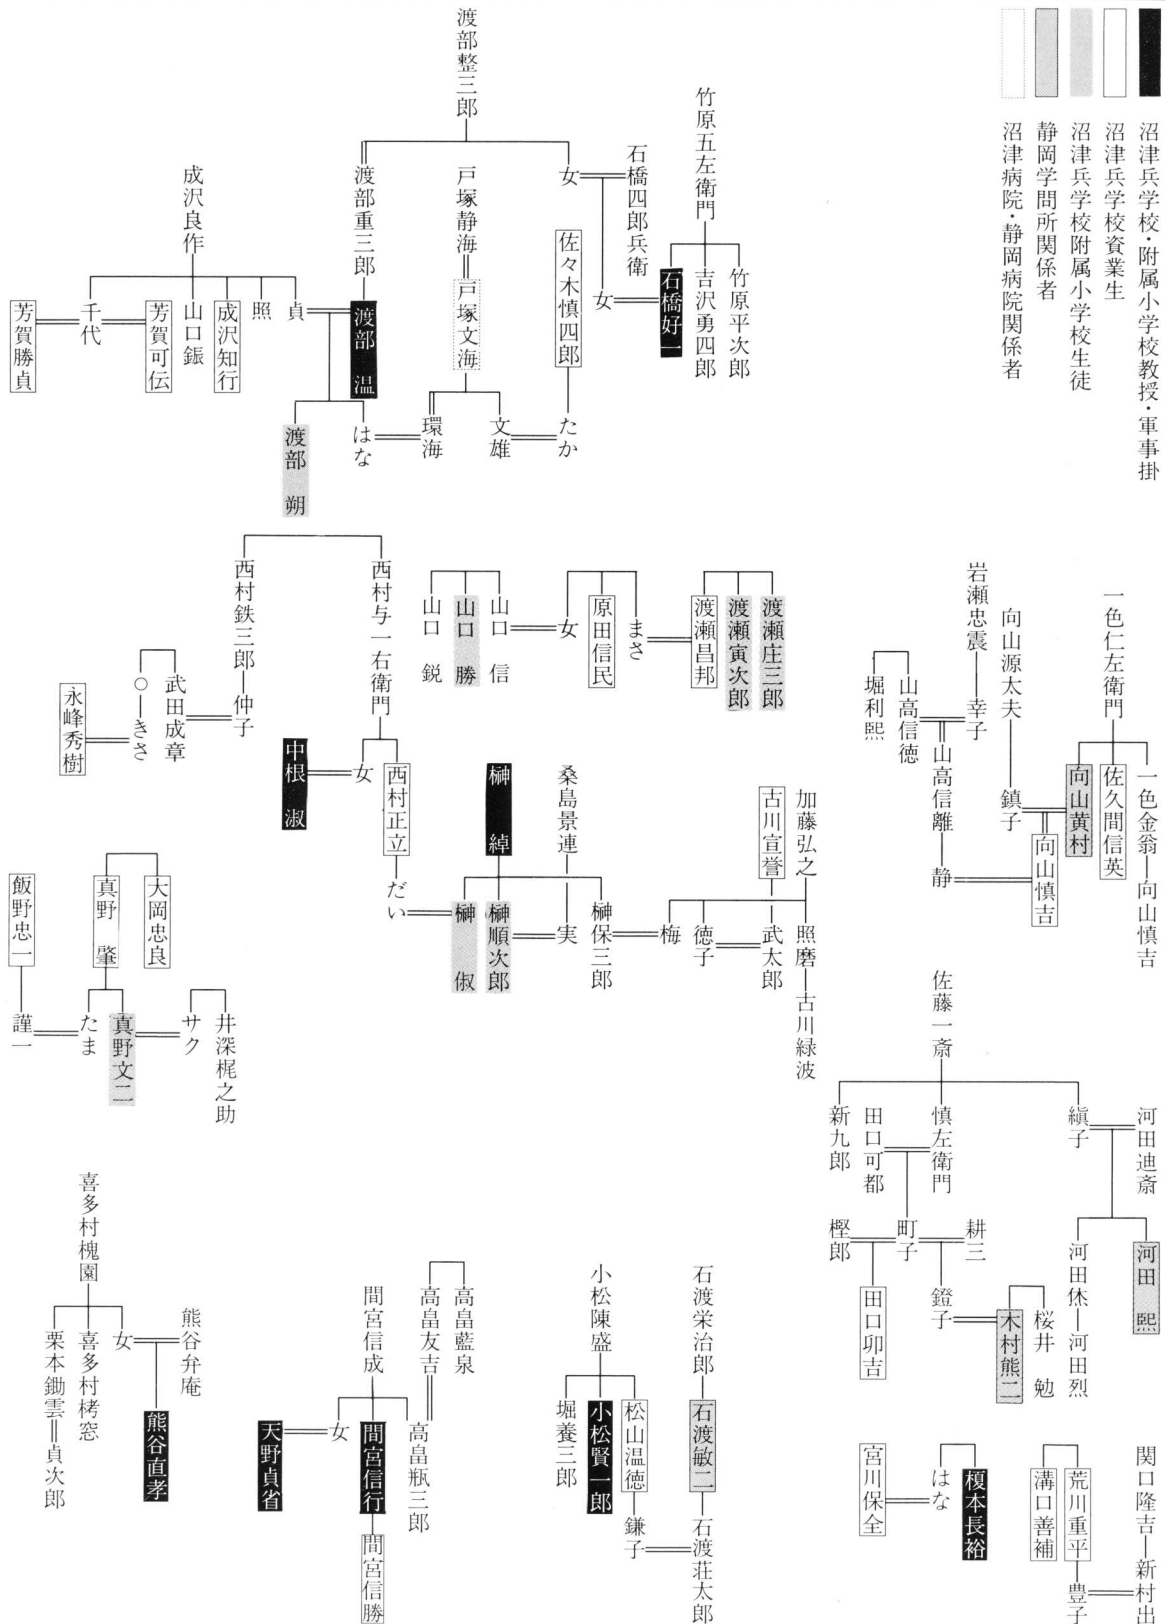 沼津兵学校・附属小学校教授・軍事掛
沼津兵学校資業生
沼津兵学校附属小学校生徒
静岡学問所関係者
沼津病院・静岡病院関係者
竹原五左衛門
竹原平次郎
吉沢勇四郎
石橋好一
石橋四郎兵衛
女
女
渡部整三郎
渡部重三郎
戸塚静海
戸塚文海
佐々木慎四郎
たか
文雄
環海
はな
渡部温
渡部朔
成沢良作
貞
照
成沢知行
山口鋠
芳賀可伝
千代
芳賀勝貞
一色仁左衛門
一色金翁
向山慎吉
佐久間信英
向山黄村
向山源太夫
鎮子
向山慎吉
岩瀬忠震
幸子
山高信徳
山高信離
静
堀利熙
渡瀬庄三郎
渡瀬寅次郎
渡瀬昌邦
まさ
原田信民
女
山口信
山口勝
山口鋭
西村与一右衛門
西村鉄三郎
仲子
武田成章
○
きさ
永峰秀樹
西村正立
女
中根淑
だい
榊綽
桑島景連
実
榊保三郎
榊順次郎
榊俶
加藤弘之
古川宣誉
照磨
古川緑波
武太郎
徳子
梅
大岡忠良
真野肇
真野文二
たま
井深梶之助
サク
飯野忠一
謹一
佐藤一斎
河田迪斎
縝子
慎左衛門
新九郎
田口可都
河田熙
河田烋
河田烈
耕三
町子
樫郎
鐙子
田口卯吉
桜井勉
木村熊二
関口隆吉
新村出
荒川重平
溝口善補
豊子
榎本長裕
はな
宮川保全
石渡栄治郎
石渡敏二
石渡荘太郎
小松陳盛
松山温徳
小松賢一郎
堀養三郎
鎌子
高畠藍泉
高畠友吉
間宮信成
高畠瓶三郎
間宮信行
女
天野貞省
間宮信勝
熊谷弁庵
喜多村槐園
女
喜多村栲窓
栗本鋤雲
貞次郎
熊谷直孝